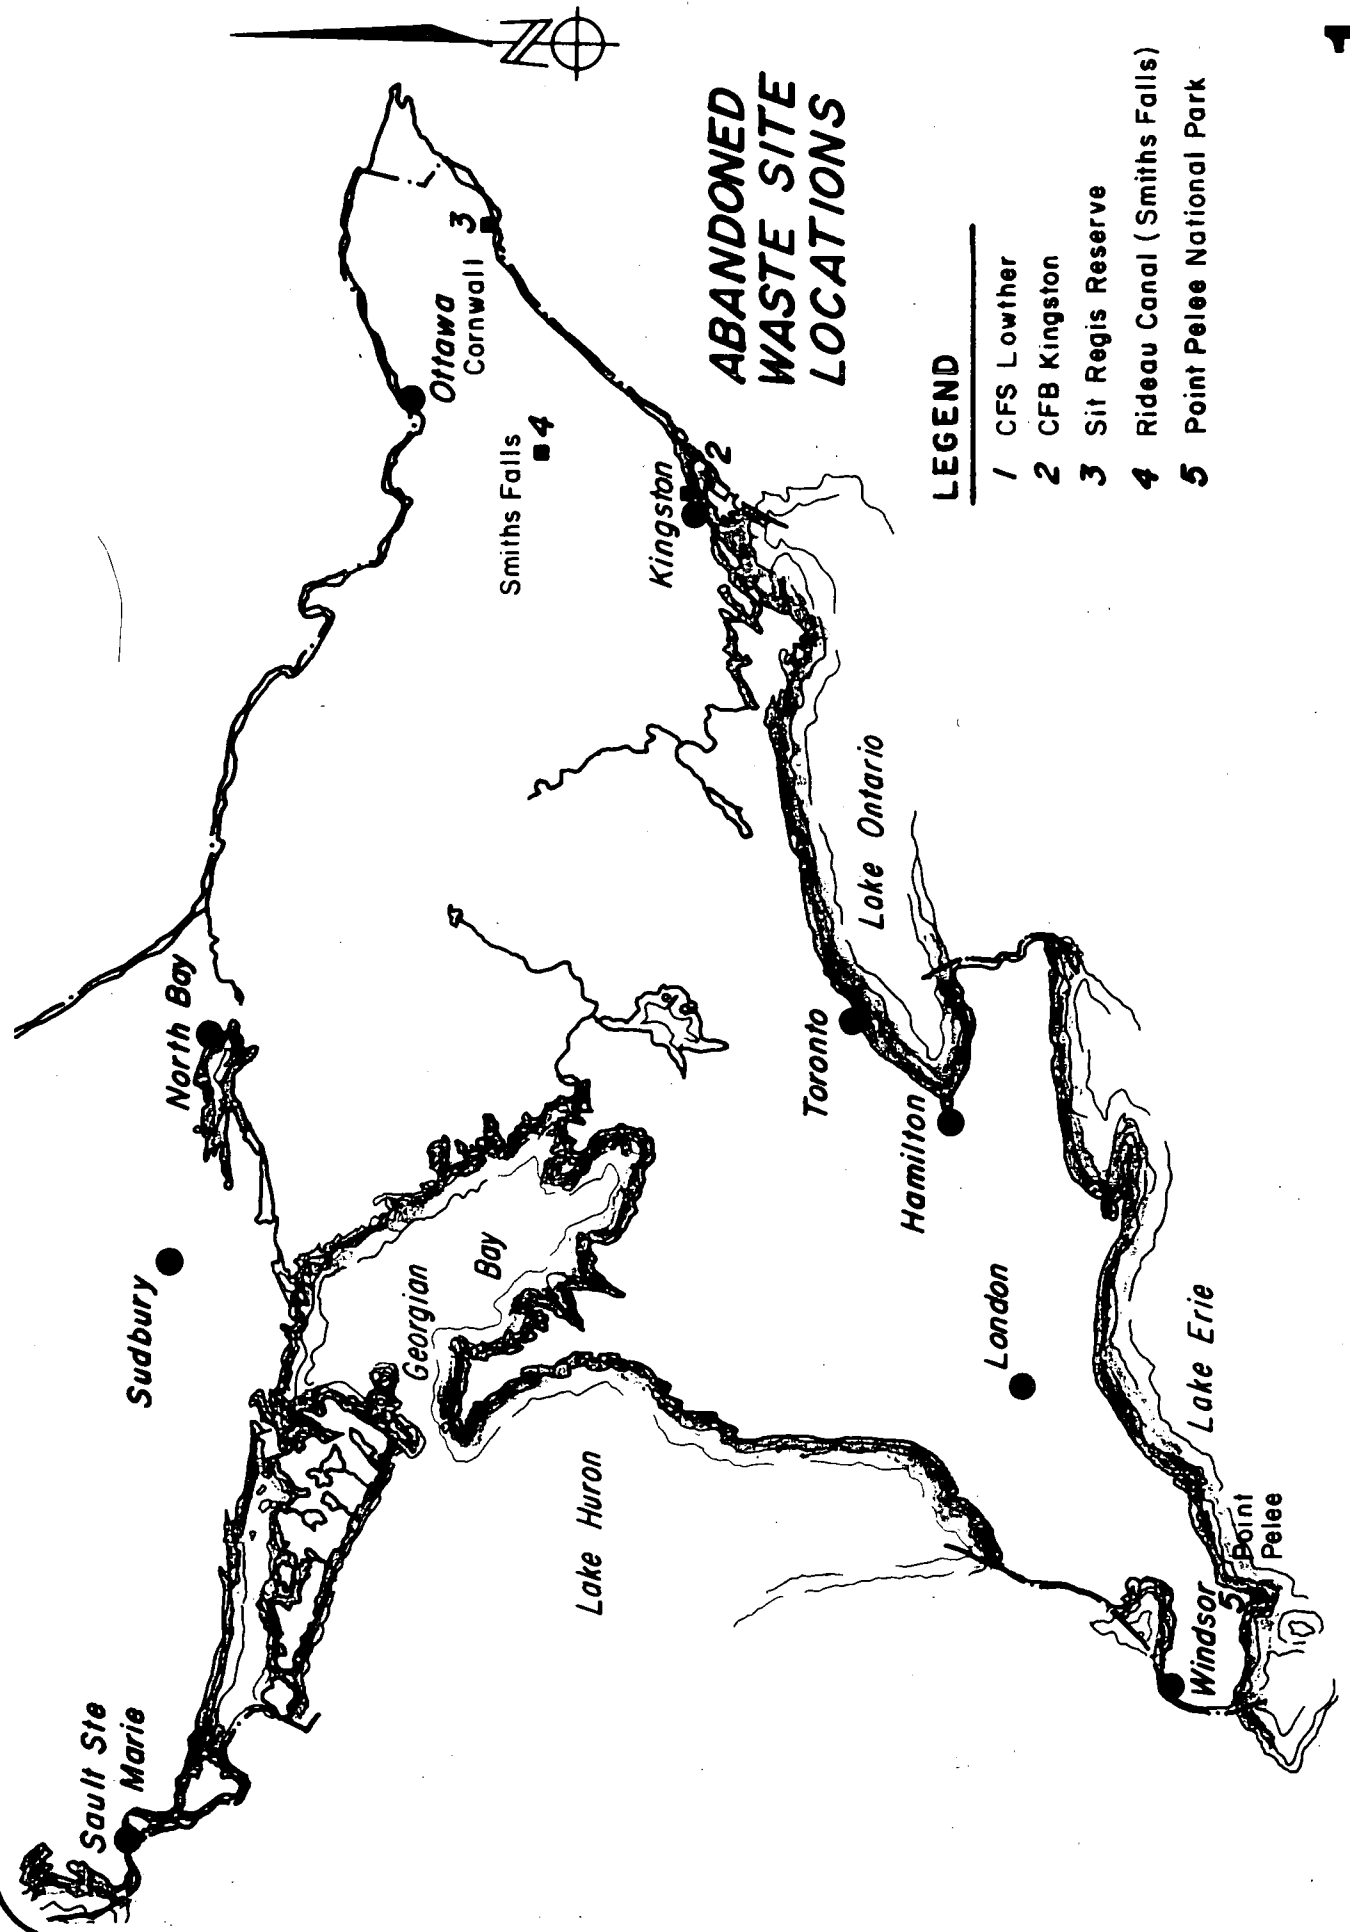 N
Sault Ste
Marie
Sudbury
North Bay
Ottawa
Cornwall
3
Smiths Falls
4
Kingston
2
Georgian
Bay
Lake Huron
Toronto
Lake Ontario
Hamilton
London
Lake Erie
Windsor
5
Point
Pelee
ABANDONED
WASTE SITE
LOCATIONS
LEGEND
1 CFS Lowther
2 CFB Kingston
3 Sit Regis Reserve
4 Rideau Canal (Smiths Falls)
5 Point Pelee National Park